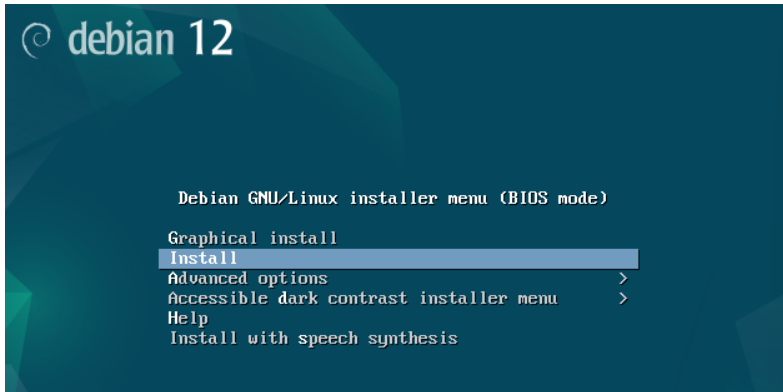 debian 12
Debian GNU/Linux installer menu (BIOS mode)
Graphical install
Install
Advanced options >
Accessible dark contrast installer menu >
Help
Install with speech synthesis